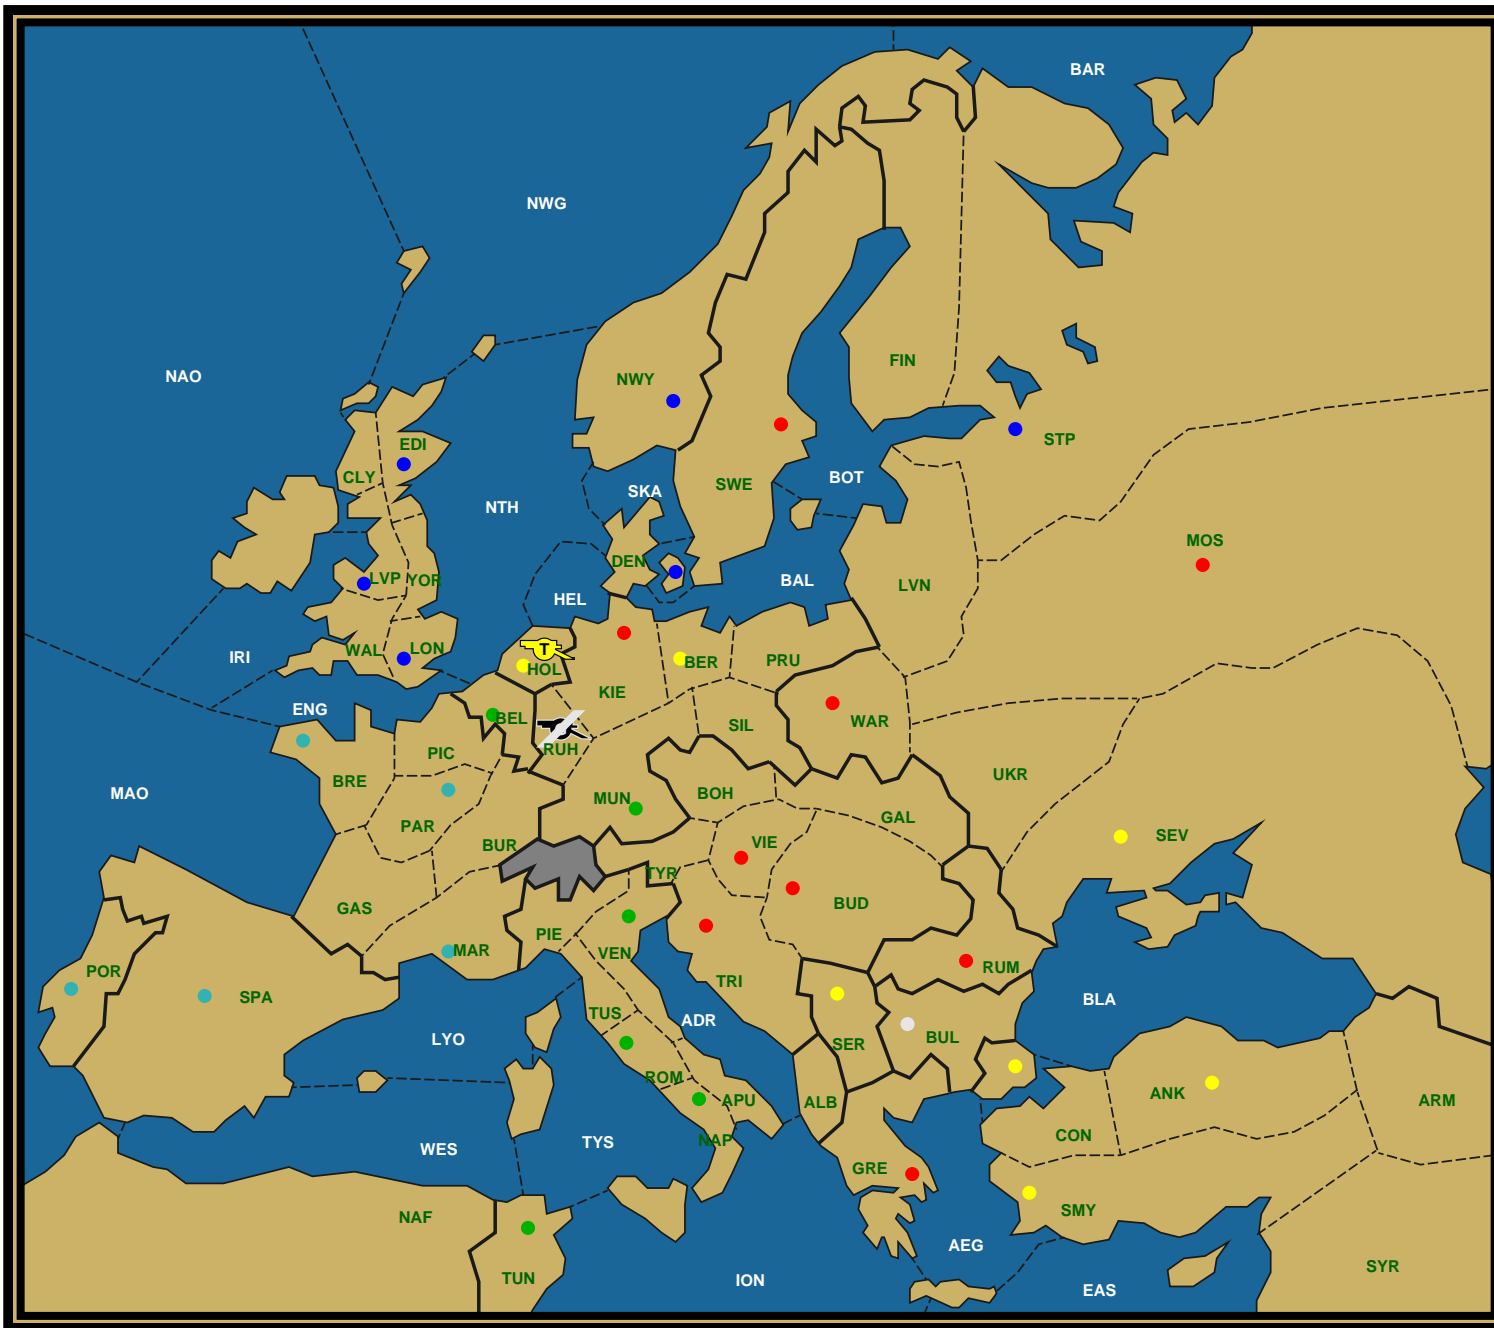 BAR
NWG
NAO
FIN
NWY
EDI
STP
CLY
SWE
BOT
SKA
NTH
MOS
DEN
LVP
YOR
BAL
LVN
HEL
IRI
WAL
LON
T
HOL
BER
PRU
KIE
ENG
BEL
WAR
SIL
RUH
PIC
UKR
BRE
MAO
BOH
MUN
GAL
PAR
SEV
VIE
BUR
TYR
BUD
GAS
PIE
MAR
VEN
RUM
POR
SPA
TRI
BLA
TUS
ADR
LYO
BUL
SER
ROM
ANK
APU
ALB
ARM
CON
NAP
TYS
WES
GRE
SMY
NAF
AEG
SYR
TUN
ION
EAS